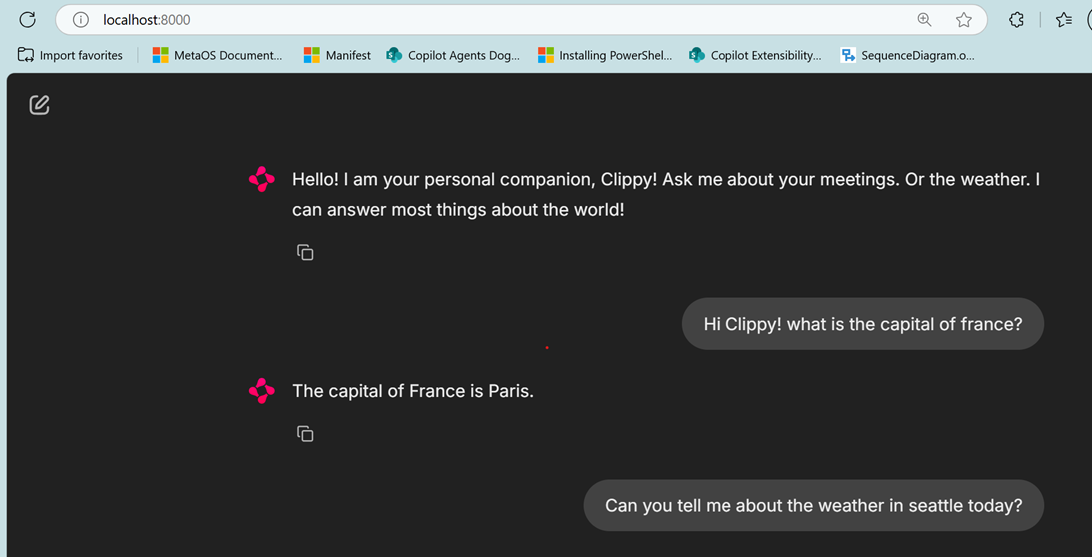 localhost:8000
Import favorites
MetaOS Document...
Manifest
Copilot Agents Dog...
Installing PowerShel...
Copilot Extensibility...
SequenceDiagram.o...
Hello! I am your personal companion, Clippy! Ask me about your meetings. Or the weather. I
can answer most things about the world!
Hi Clippy! what is the capital of france?
The capital of France is Paris.
Can you tell me about the weather in seattle today?